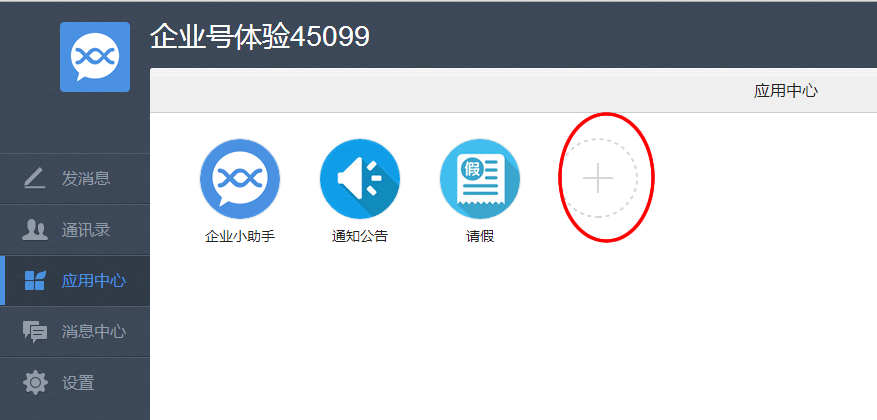 企业号体验45099
应用中心
发消息
通讯录
应用中心
消息中心
设置
假
企业小助手
通知公告
请假